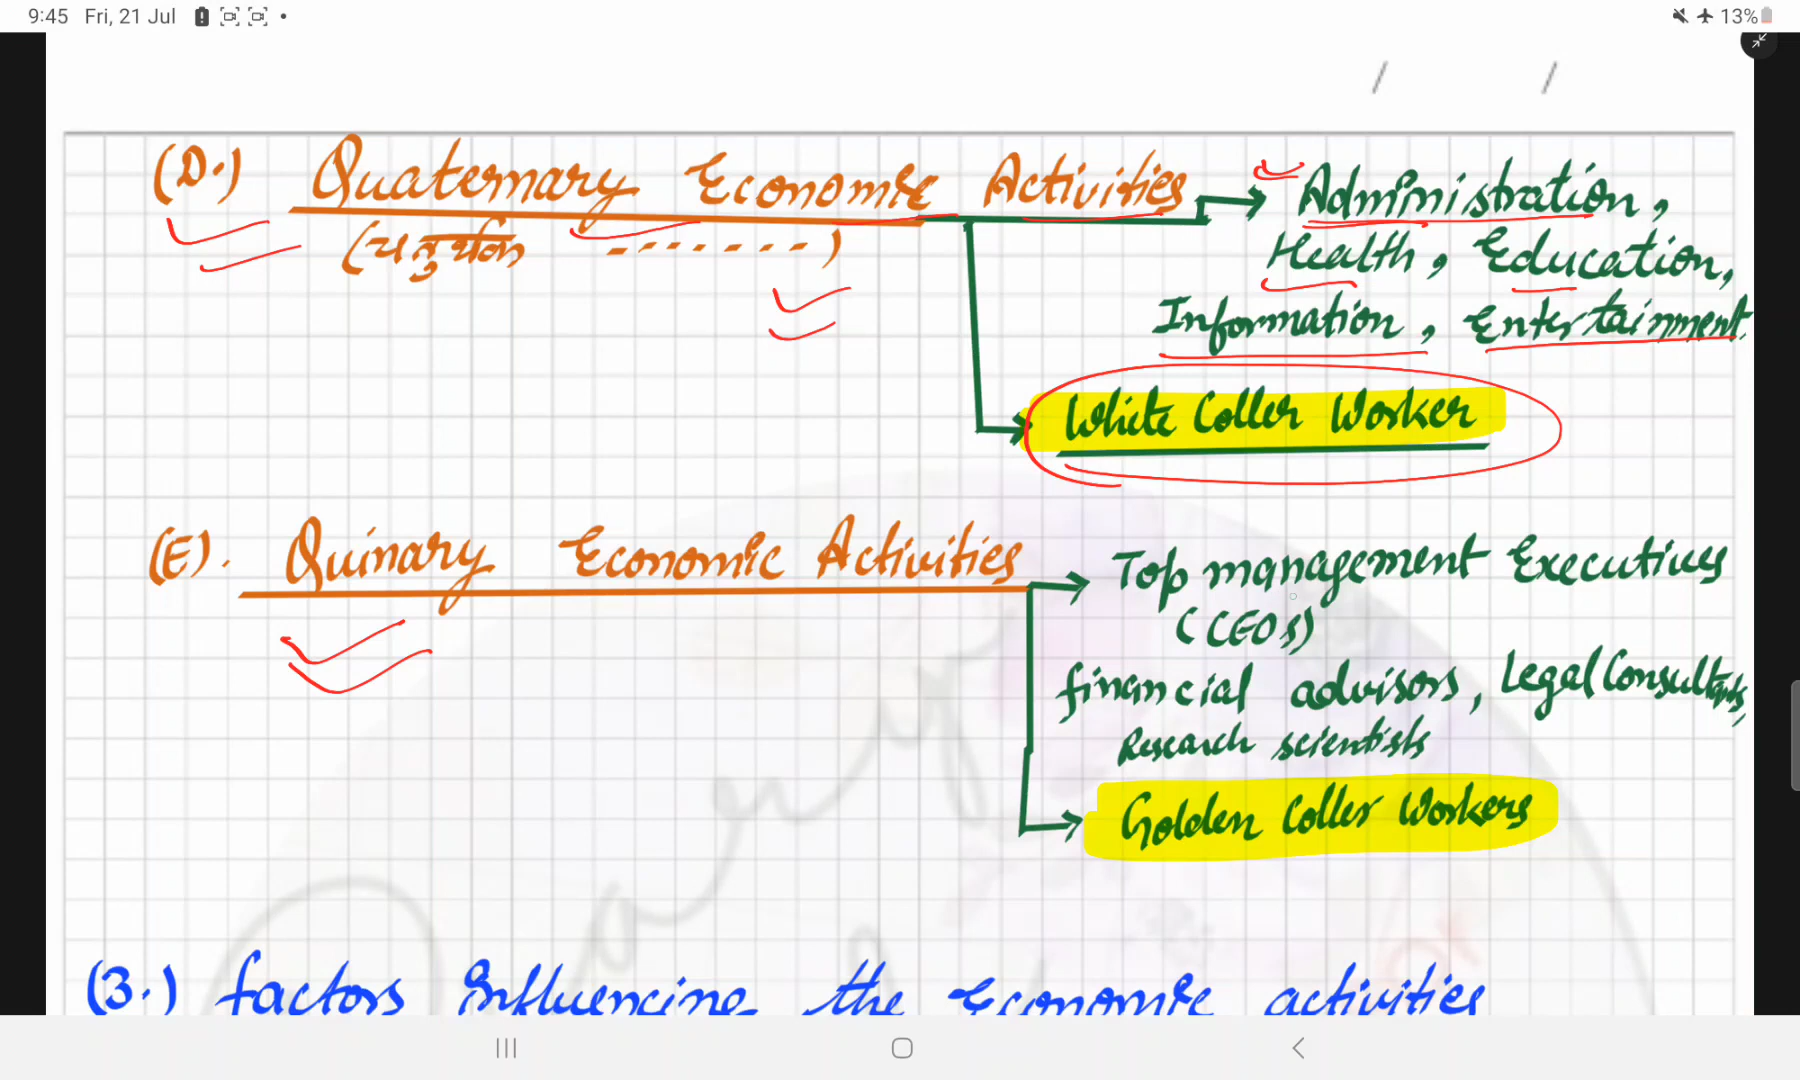 9:45 Fri, 21 Jul
13%
(D.) Quaternary Economic Activities → Administration,
Health, Education,
Information, Entertainment.
White Coller Worker
(E). Quinary Economic Activities → Top management Executives
(CEOs)
financial advisors, Legal Consultants,
Research scientists
Golden Coller Workers
(3.) factors Influencing the Economic activities